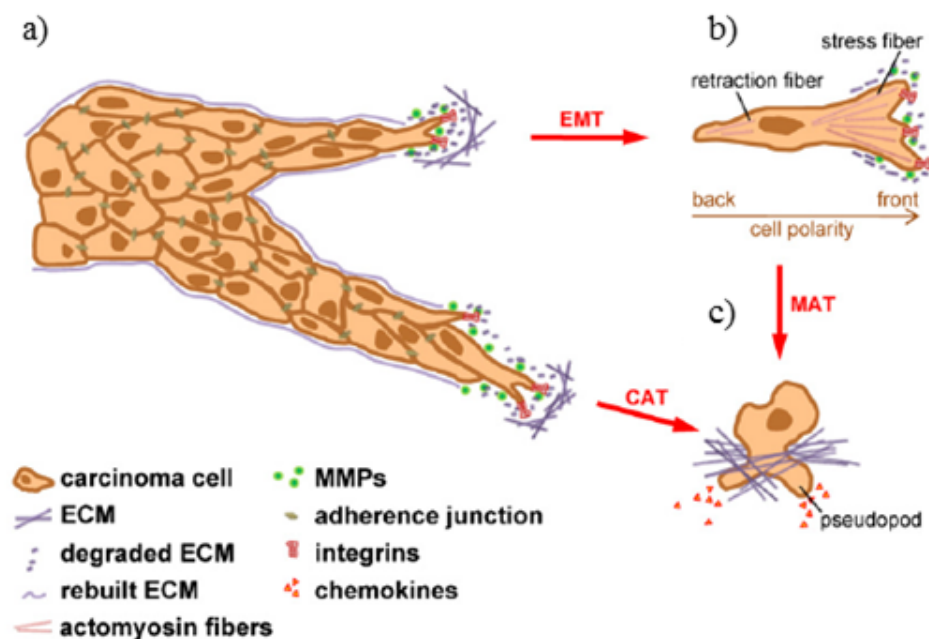 a)
b)
stress fiber
retraction fiber
EMT
back
front
cell polarity
MAT
c)
CAT
pseudopod
carcinoma cell
MMPs
ECM
adherence junction
degraded ECM
integrins
rebuilt ECM
chemokines
actomyosin fibers